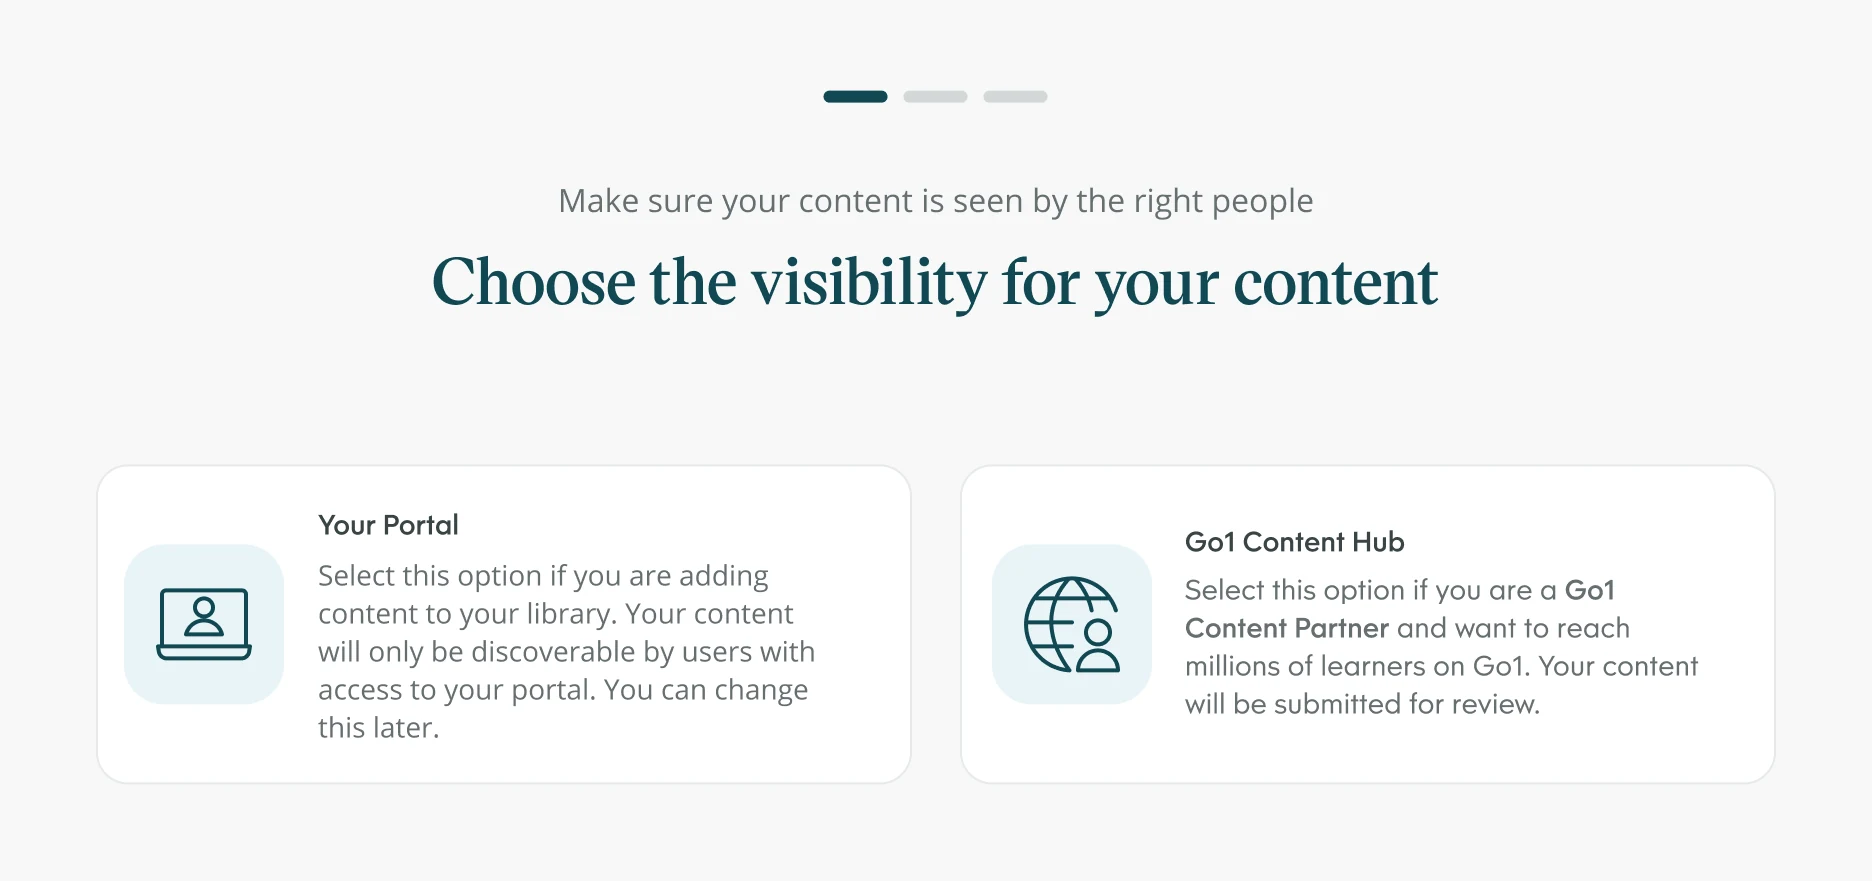 Make sure your content is seen by the right people
Choose the visibility for your content
Your Portal
Select this option if you are adding
content to your library. Your content
will only be discoverable by users with
access to your portal. You can change
this later.
Go1 Content Hub
Select this option if you are a Go1
Content Partner and want to reach
millions of learners on Go1. Your content
will be submitted for review.